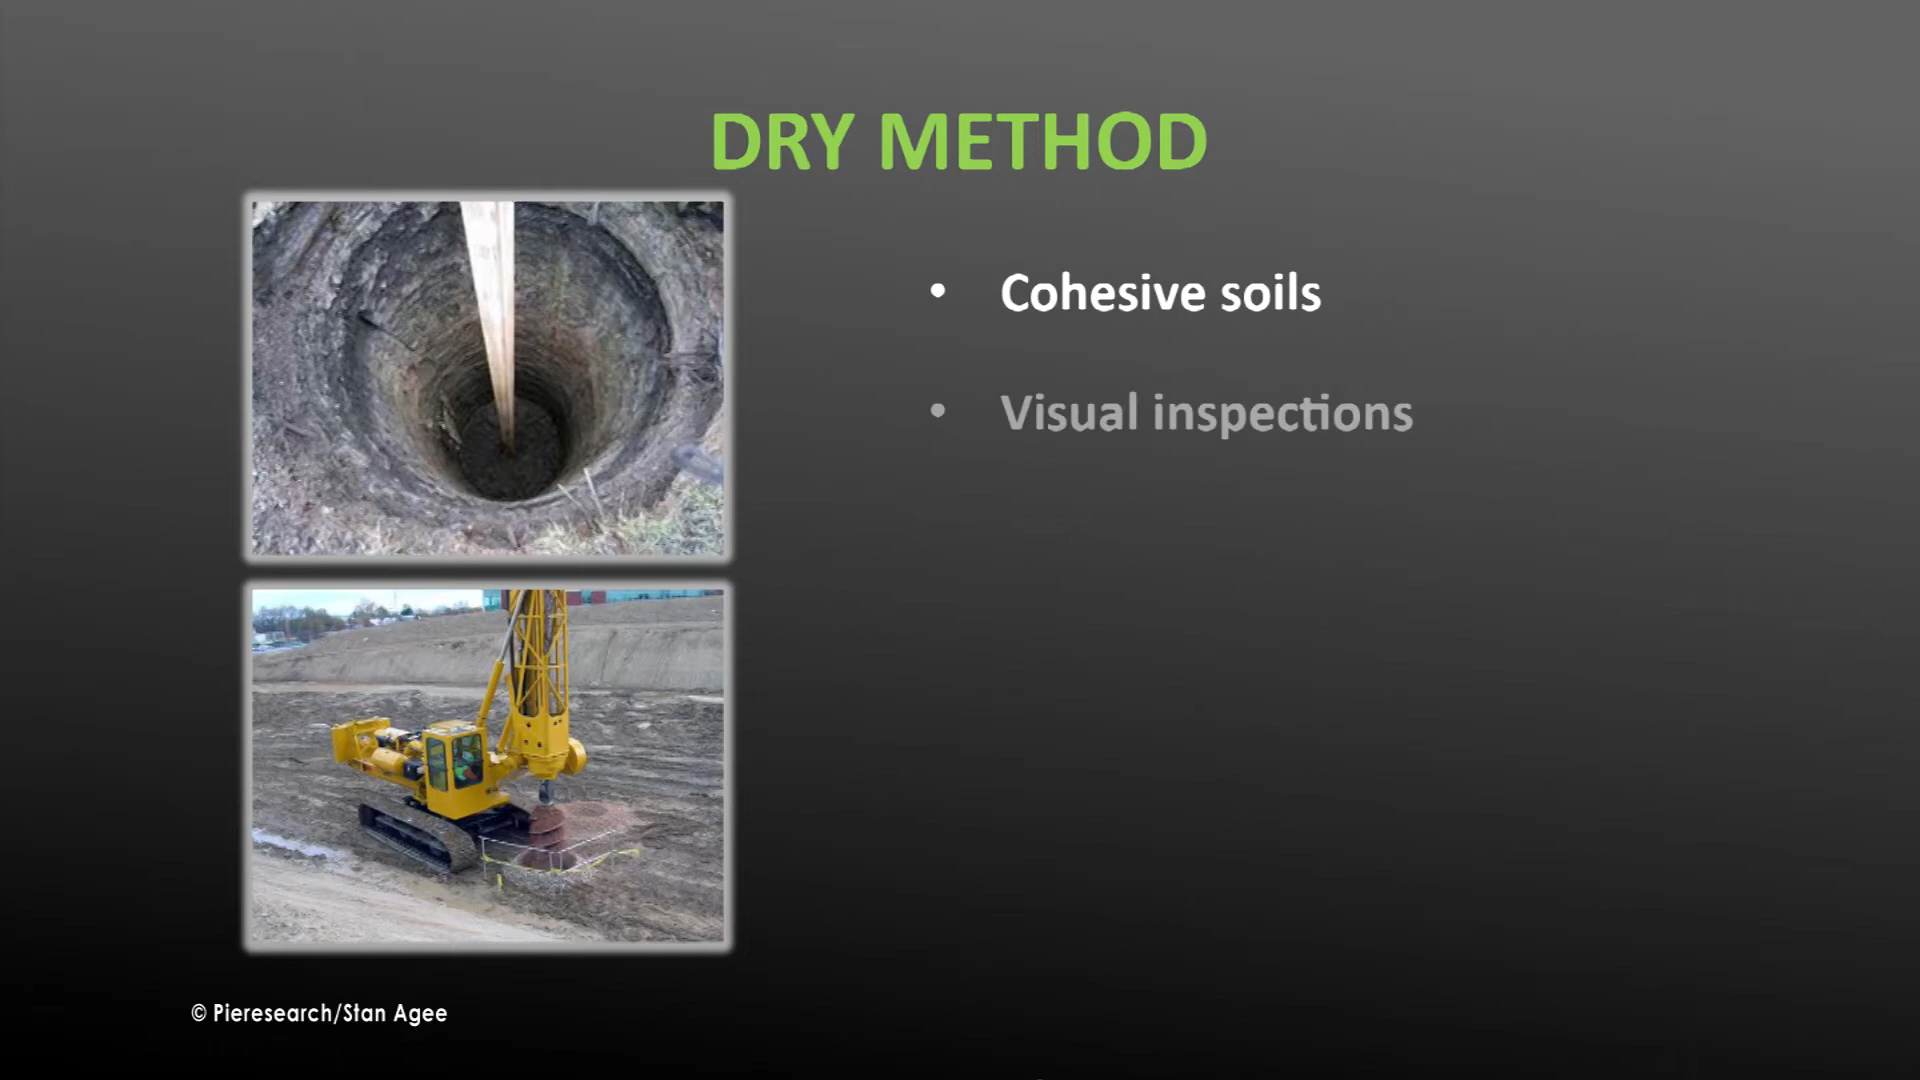 DRY METHOD
• Cohesive soils
• Visual inspections
© Pieresearch/Stan Agee